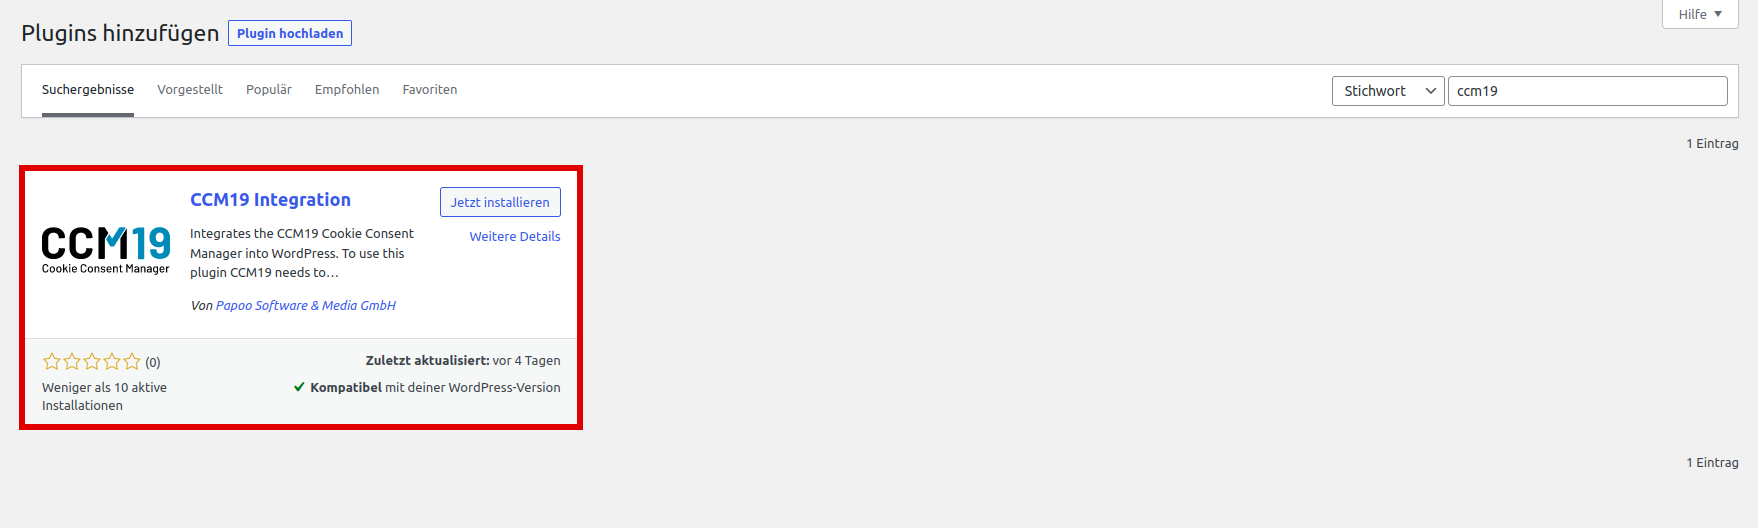 Hilfe
Plugins hinzufügen Plugin hochladen
Suchergebnisse Vorgestellt Populär Empfohlen Favoriten Stichwort ccm19
1 Eintrag
CCM19
Cookie Consent Manager
CCM19 Integration
Integrates the CCM19 Cookie Consent
Manager into WordPress. To use this
plugin CCM19 needs to…
Von Papoo Software & Media GmbH
Jetzt installieren
Weitere Details
(0)
Weniger als 10 aktive
Installationen
Zuletzt aktualisiert: vor 4 Tagen
Kompatibel mit deiner WordPress-Version
1 Eintrag